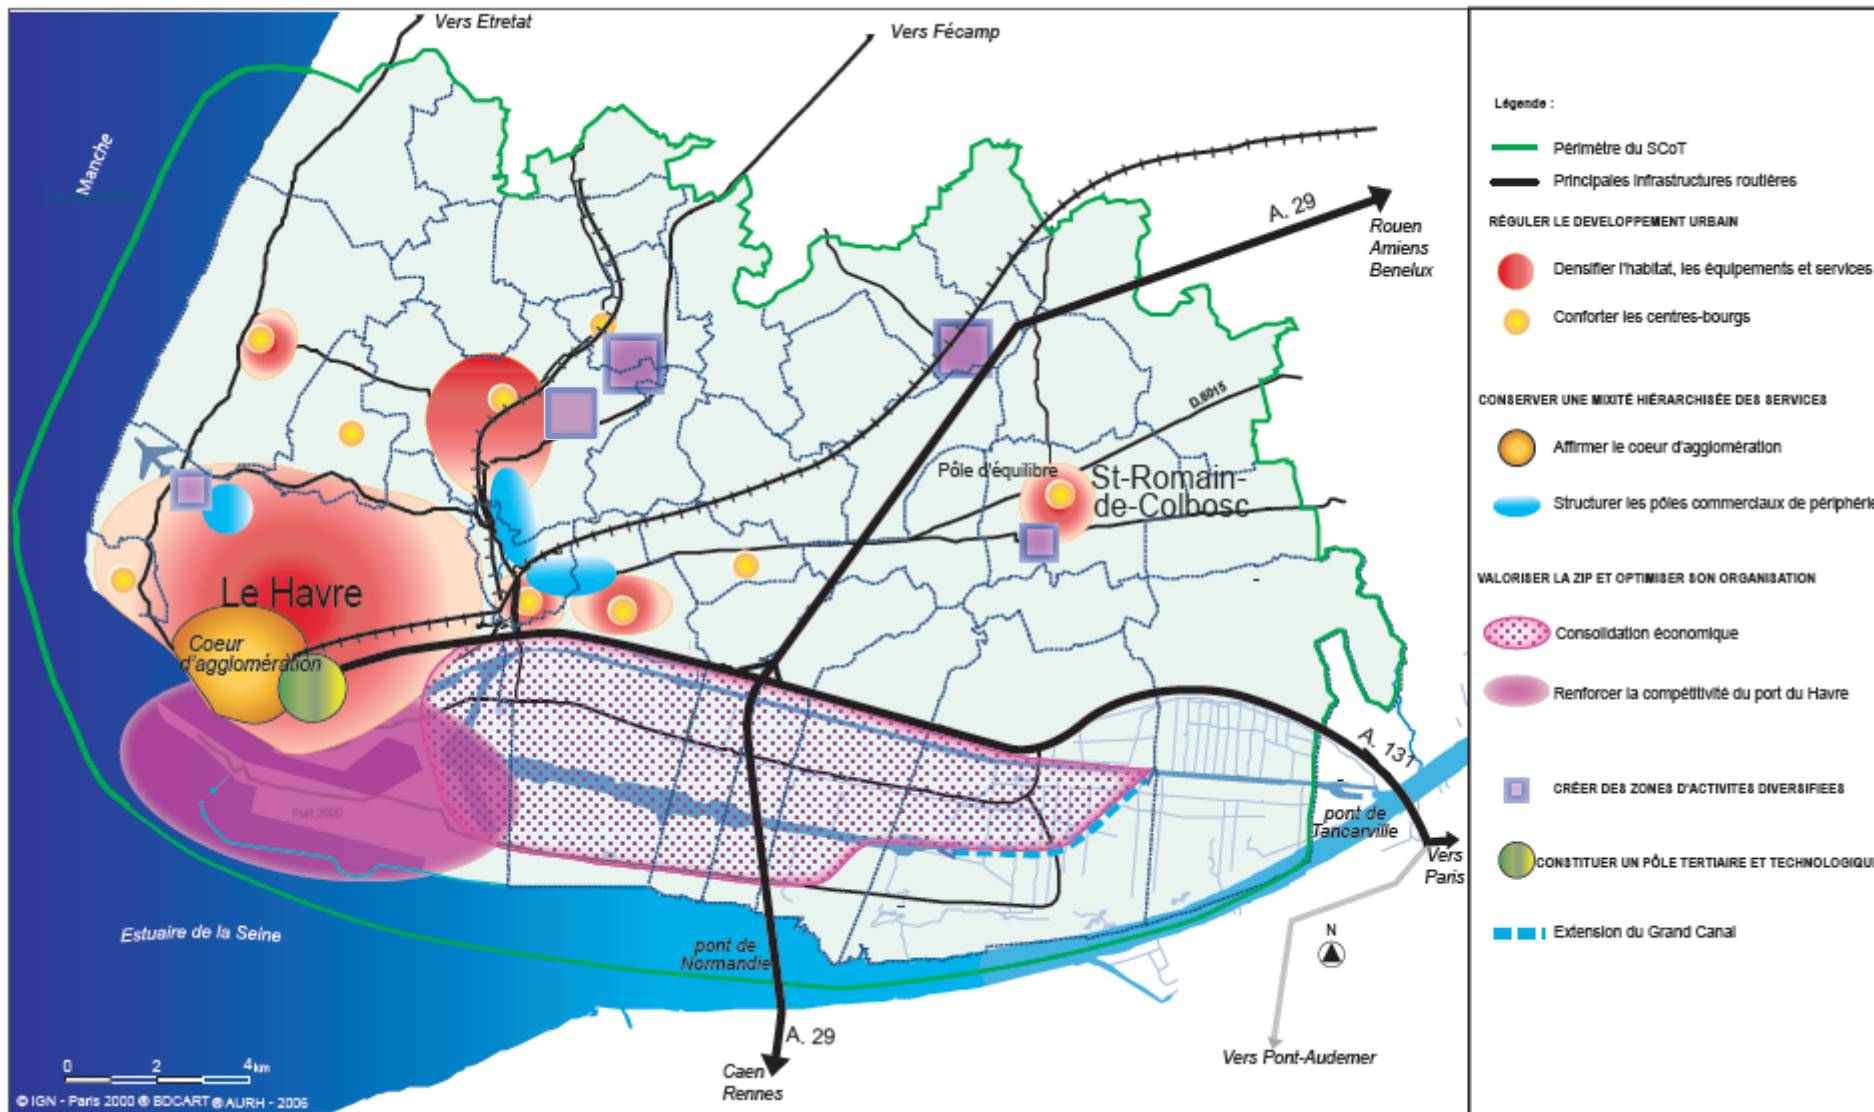 Vers Etretat
Vers Fécamp
Manche
A. 29
Rouen
Amiens
Benelux
D.6015
Pôle d'équilibre
St-Romain-
de-Colbosc
Le Havre
Coeur
d'agglomération
Port 2000
A. 131
pont de
Tancarville
Vers
Paris
Estuaire de la Seine
pont de
Normandie
N
A. 29
Caen
Rennes
Vers Pont-Audemer
0 2 4 km
© IGN - Paris 2000 ® BDCART ® AURH - 2006
Légende :
Périmètre du SCoT
Principales Infrastructures routières
RÉGULER LE DEVELOPPEMENT URBAIN
Densifier l'habitat, les équipements et services
Conforter les centres-bourgs
CONSERVER UNE MIXITÉ HIÉRARCHISÉE DES SERVICES
Affirmer le coeur d'agglomération
Structurer les pôles commerciaux de périphérie
VALORISER LA ZIP ET OPTIMISER SON ORGANISATION
Consolidation économique
Renforcer la compétitivité du port du Havre
CRÉER DES ZONES D'ACTIVITES DIVERSIFIEES
CONSTITUER UN PÔLE TERTIAIRE ET TECHNOLOGIQUE
Extension du Grand Canal